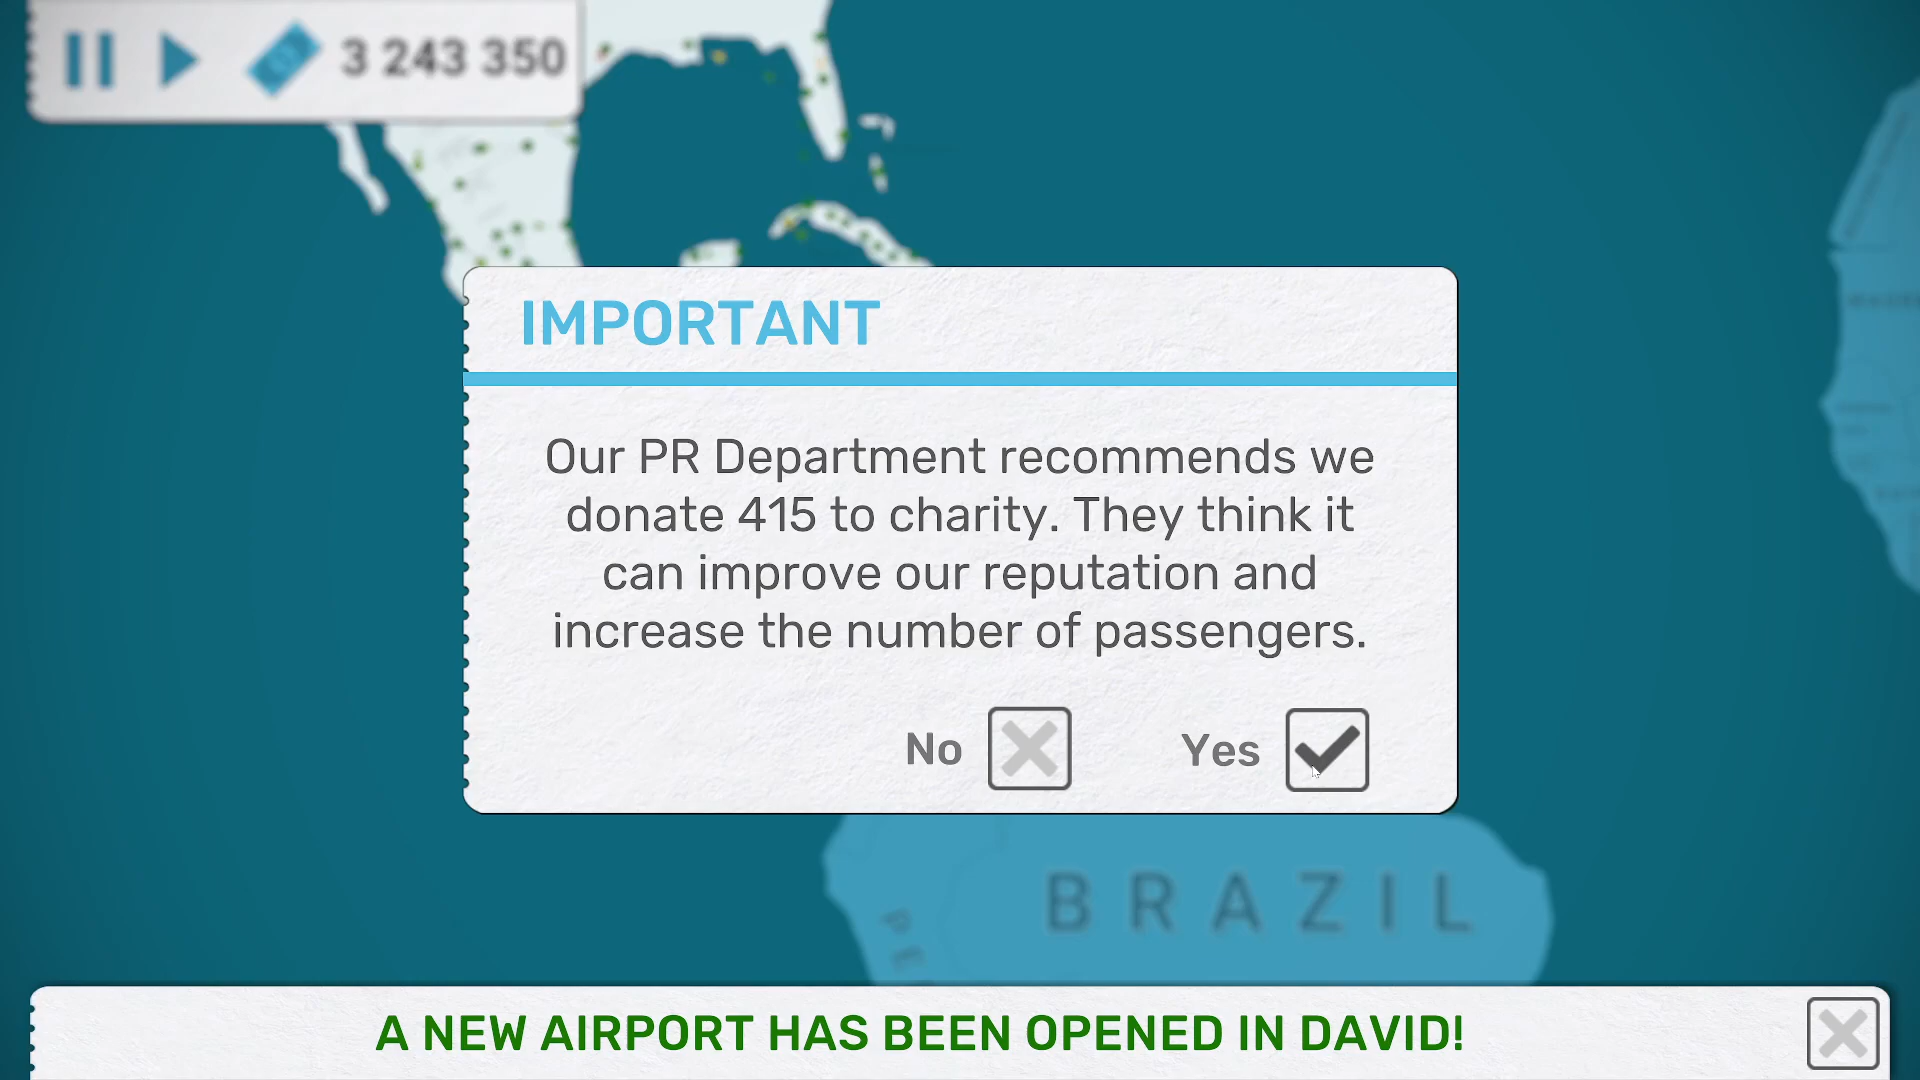 3 243 350
IMPORTANT
Our PR Department recommends we
donate 415 to charity. They think it
can improve our reputation and
increase the number of passengers.
No
Yes
BRAZIL
A NEW AIRPORT HAS BEEN OPENED IN DAVID!